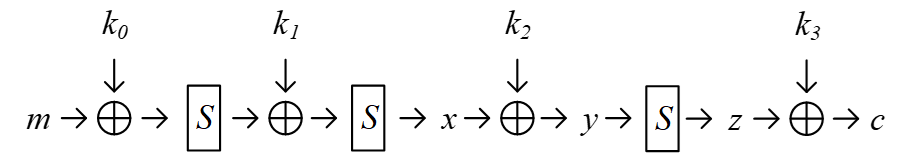 k₀ k₁ k₂ k₃
m → ⊕ → S → ⊕ → S → x → ⊕ → y → S → z → ⊕ → c